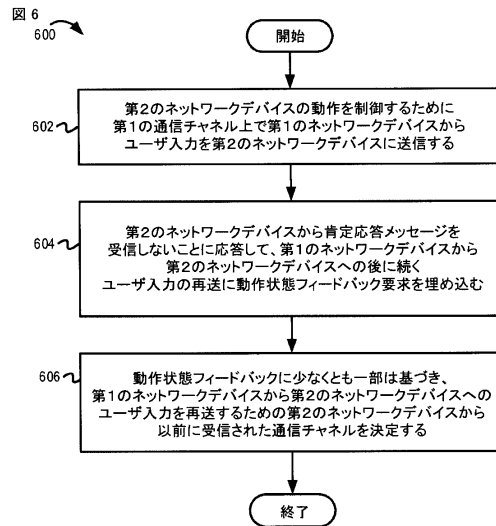 図 6
600
開始
602
第2のネットワークデバイスの動作を制御するために
第1の通信チャネル上で第1のネットワークデバイスから
ユーザ入力を第2のネットワークデバイスに送信する
604
第2のネットワークデバイスから肯定応答メッセージを
受信しないことに応答して、第1のネットワークデバイスから
第2のネットワークデバイスへの後に続く
ユーザ入力の再送に動作状態フィードバック要求を埋め込む
606
動作状態フィードバックに少なくとも一部は基づき、
第1のネットワークデバイスから第2のネットワークデバイスへの
ユーザ入力を再送するための第2のネットワークデバイスから
以前に受信された通信チャネルを決定する
終了